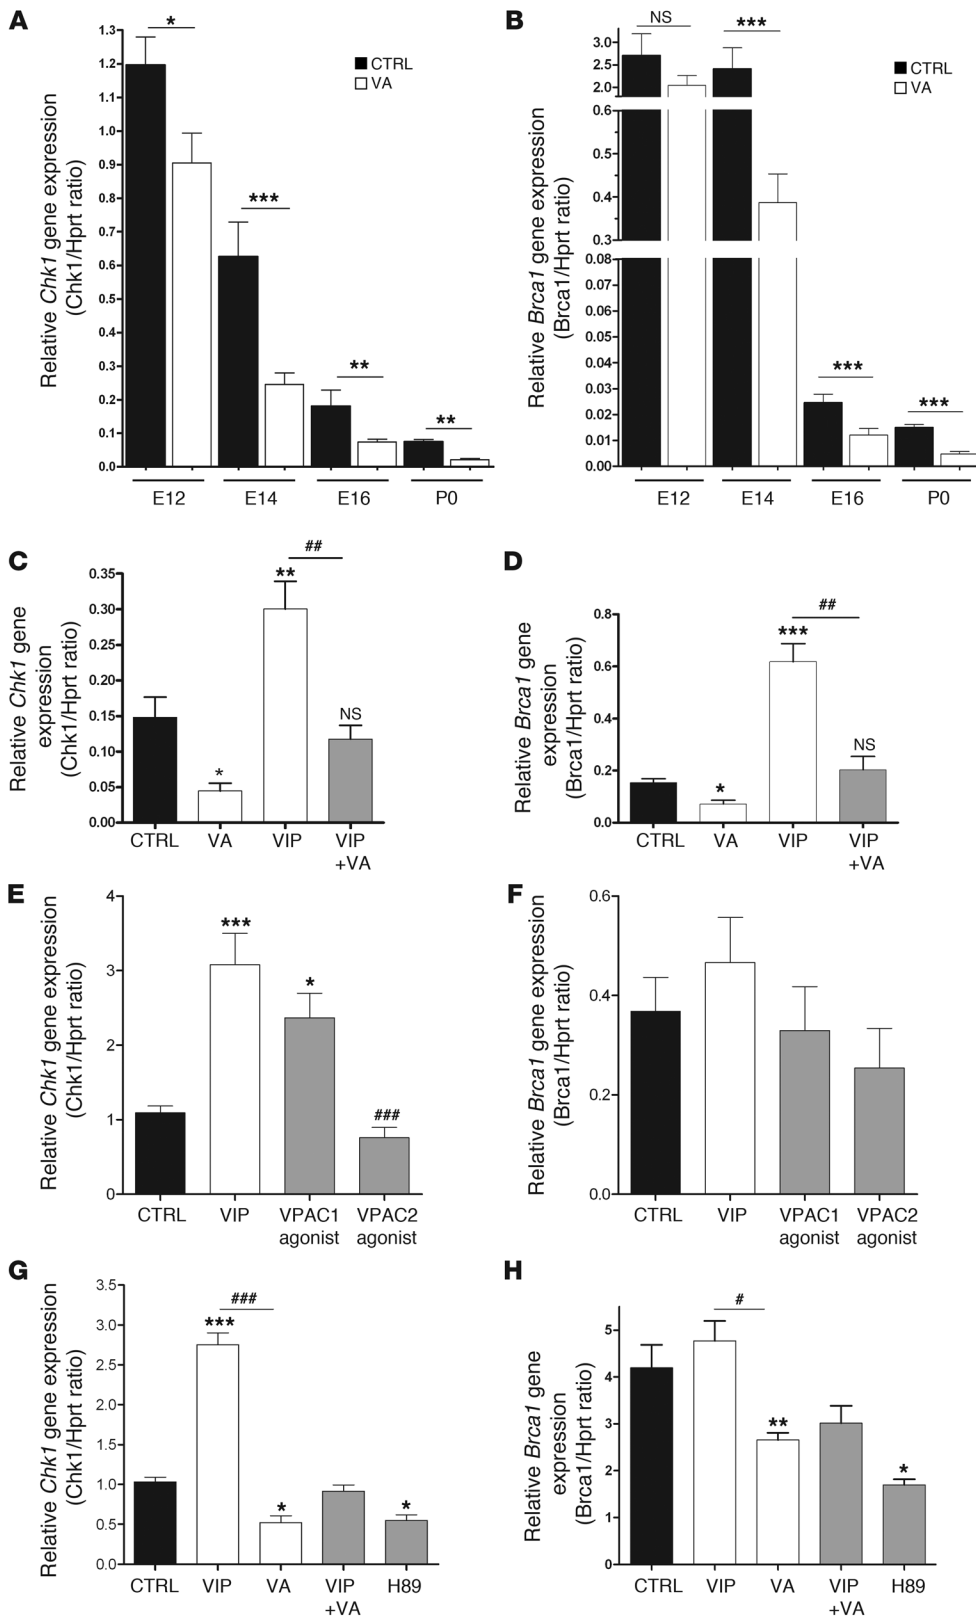 A
Relative Chk1 gene expression
(Chk1/Hprt ratio)
1.3
1.2
1.1
1.0
0.9
0.8
0.7
0.6
0.5
0.4
0.3
0.2
0.1
0.0
*
***
**
**
CTRL
VA
E12
E14
E16
P0
B
Relative Brca1 gene expression
(Brca1/Hprt ratio)
3.0
2.5
2.0
0.6
0.5
0.4
0.3
0.08
0.07
0.06
0.05
0.04
0.03
0.02
0.01
0.00
NS
***
***
***
CTRL
VA
E12
E14
E16
P0
C
Relative Chk1 gene
expression
(Chk1/Hprt ratio)
0.35
0.30
0.25
0.20
0.15
0.10
0.05
0.00
##
**
*
NS
CTRL
VA
VIP
VIP
+VA
D
Relative Brca1 gene
expression
(Brca1/Hprt ratio)
0.8
0.6
0.4
0.2
0.0
##
***
*
NS
CTRL
VA
VIP
VIP
+VA
E
Relative Chk1 gene expression
(Chk1/Hprt ratio)
4
3
2
1
0
***
*
###
CTRL
VIP
VPAC1
agonist
VPAC2
agonist
F
Relative Brca1 gene expression
(Brca1/Hprt ratio)
0.6
0.4
0.2
0.0
CTRL
VIP
VPAC1
agonist
VPAC2
agonist
G
Relative Chk1 gene expression
(Chk1/Hprt ratio)
3.5
3.0
2.5
2.0
1.5
1.0
0.5
0.0
###
***
*
*
CTRL
VIP
VA
VIP
+VA
H89
H
Relative Brca1 gene
expression
(Brca1/Hprt ratio)
5
4
3
2
1
0
#
**
*
CTRL
VIP
VA
VIP
+VA
H89